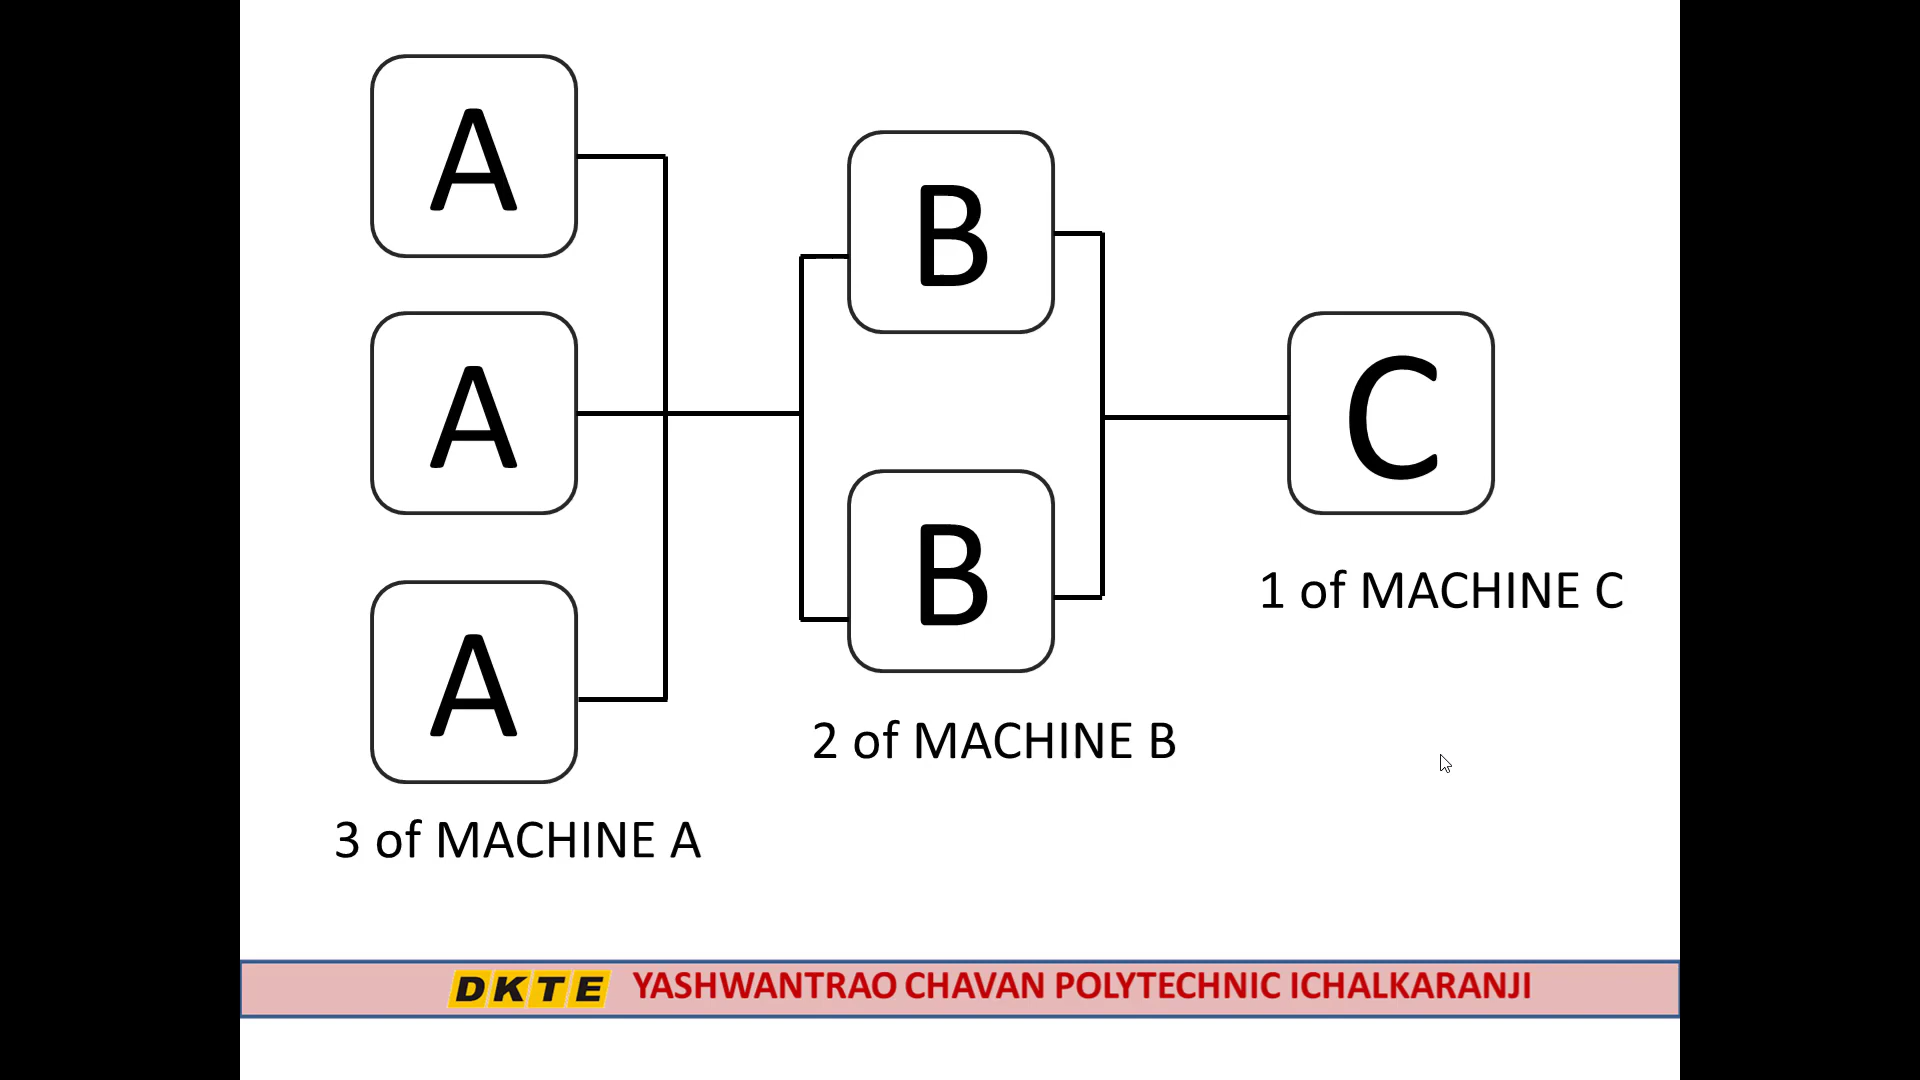 A
A
A
3 of MACHINE A
B
B
2 of MACHINE B
C
1 of MACHINE C
DKTE YASHWANTRAO CHAVAN POLYTECHNIC ICHALKARANJI